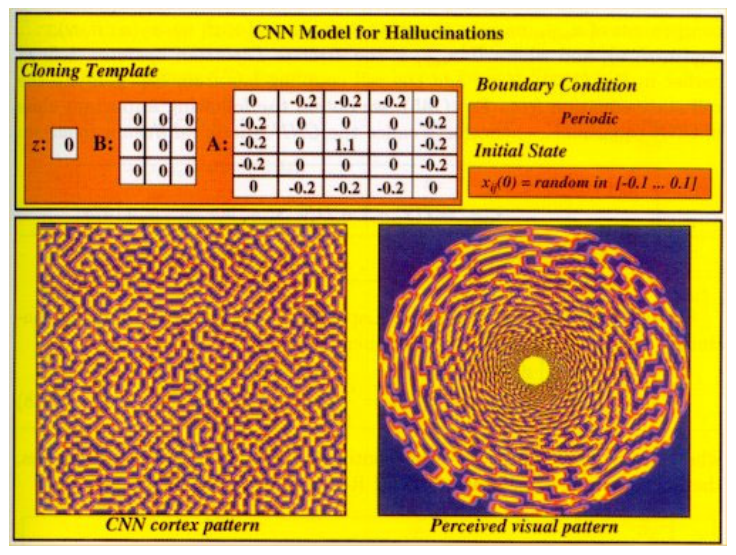 CNN Model for Hallucinations
Cloning Template
z: 0
B:
0 0 0
0 0 0
0 0 0
A:
0 -0.2 -0.2 -0.2 0
-0.2 0 0 0 -0.2
-0.2 0 1.1 0 -0.2
-0.2 0 0 0 -0.2
0 -0.2 -0.2 -0.2 0
Boundary Condition
Periodic
Initial State
xij(0) = random in [-0.1 ... 0.1]
CNN cortex pattern
Perceived visual pattern